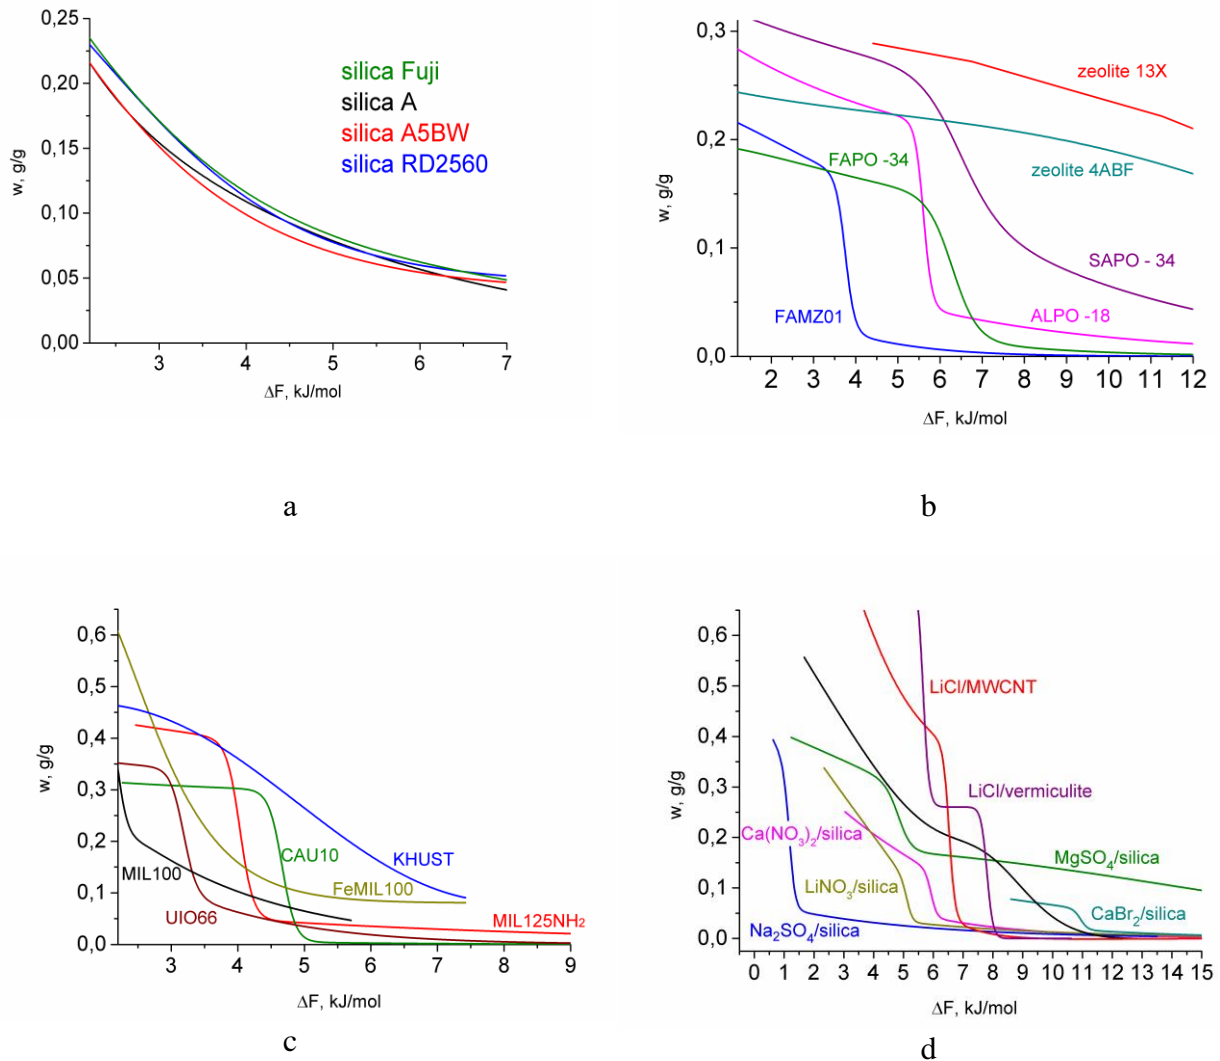 0,25
0,20
0,15
0,10
0,05
0,00
w, g/g
silica Fuji
silica A
silica A5BW
silica RD2560
3 4 5 6 7
ΔF, kJ/mol
a
0,3
0,2
0,1
0,0
w, g/g
zeolite 13X
FAPO -34
zeolite 4ABF
SAPO - 34
FAMZ01
ALPO -18
2 3 4 5 6 7 8 9 10 11 12
ΔF, kJ/mol
b
0,6
0,5
0,4
0,3
0,2
0,1
0,0
w, g/g
CAU10
KHUST
MIL100
FeMIL100
UIO66
MIL125NH₂
3 4 5 6 7 8 9
ΔF, kJ/mol
c
0,6
0,5
0,4
0,3
0,2
0,1
0,0
w, g/g
LiCl/MWCNT
LiCl/vermiculite
Ca(NO₃)₂/silica
MgSO₄/silica
LiNO₃/silica
CaBr₂/silica
Na₂SO₄/silica
0 1 2 3 4 5 6 7 8 9 10 11 12 13 14 15
ΔF, kJ/mol
d